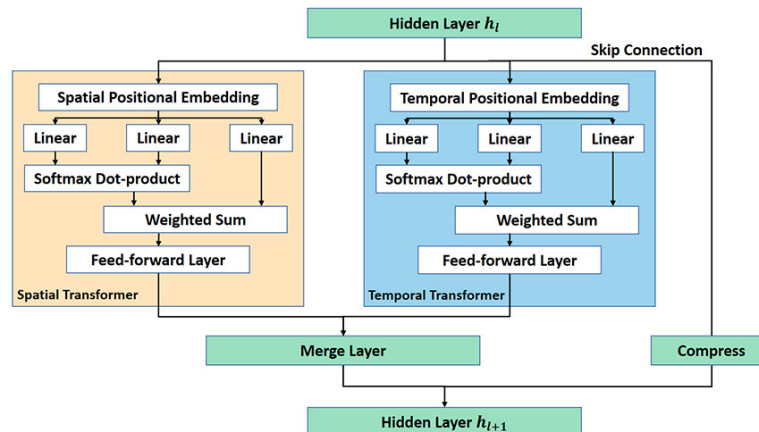 Hidden Layer h_l
Skip Connection
Spatial Positional Embedding
Linear
Linear
Linear
Softmax Dot-product
Weighted Sum
Feed-forward Layer
Spatial Transformer
Temporal Positional Embedding
Linear
Linear
Linear
Softmax Dot-product
Weighted Sum
Feed-forward Layer
Temporal Transformer
Merge Layer
Compress
Hidden Layer h_{l+1}